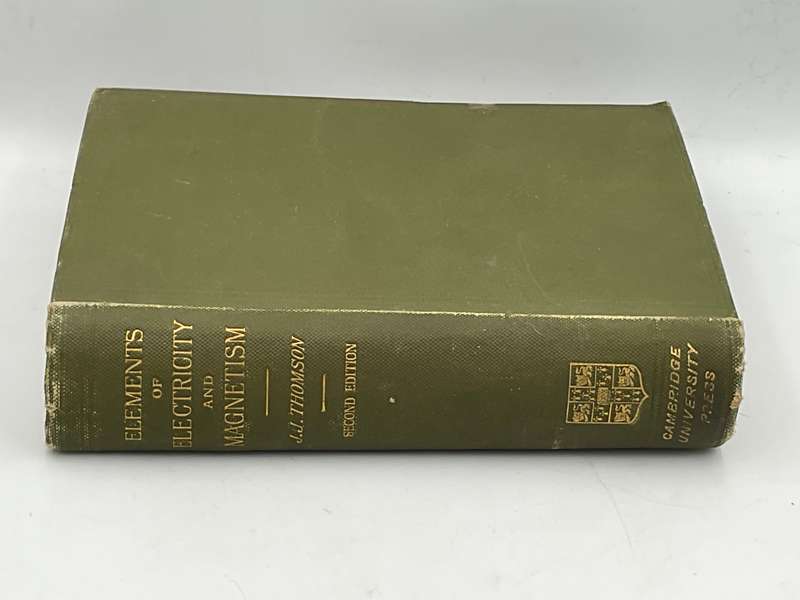 ELEMENTS
OF
ELECTRICITY
AND
MAGNETISM
J.J. THOMSON
SECOND EDITION
CAMBRIDGE
UNIVERSITY
PRESS